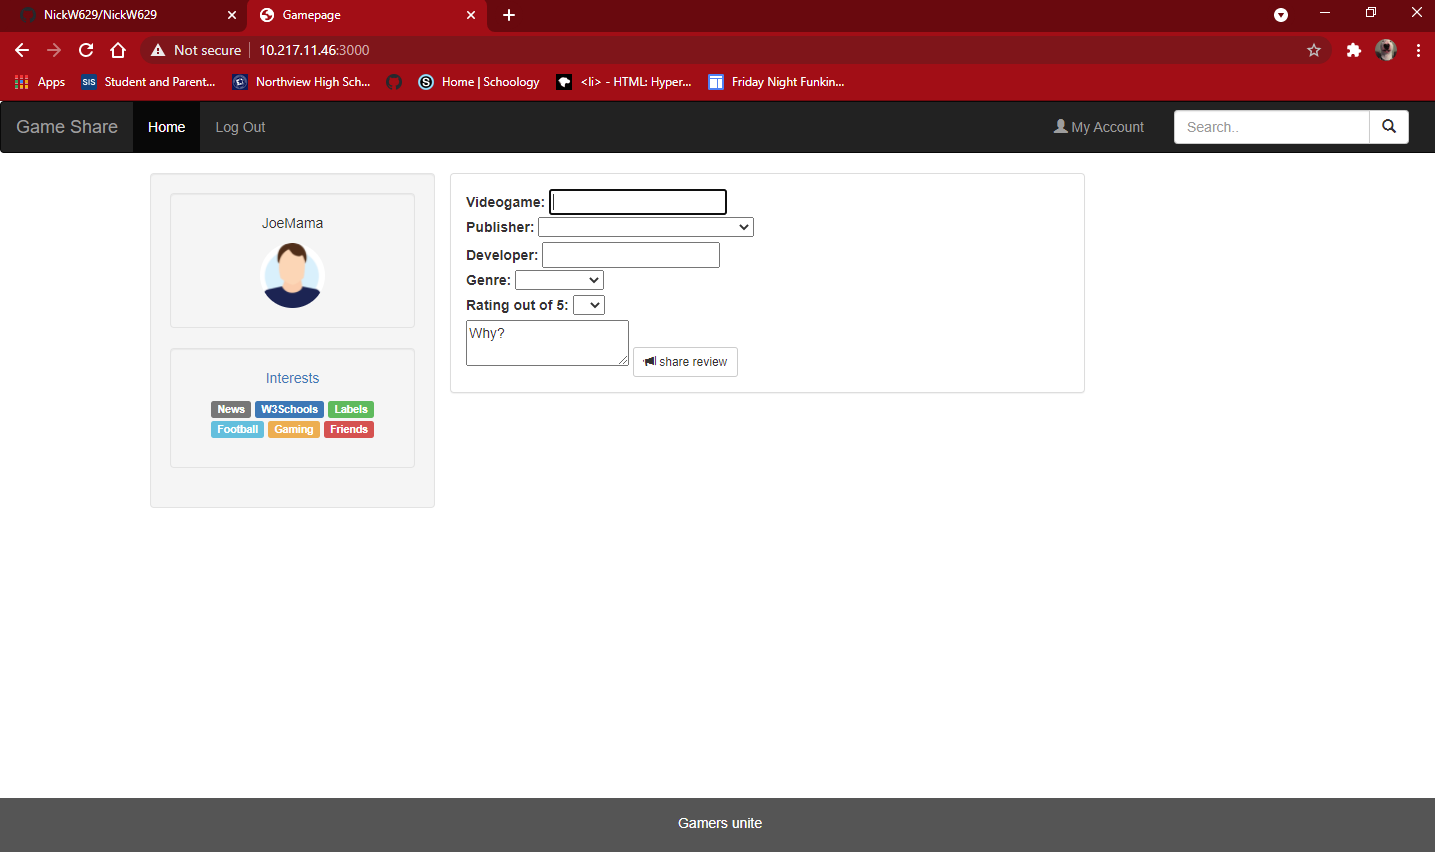 NickW629/NickW629
Gamepage
Not secure
10.217.11.46:3000
Apps
SIS
Student and Parent...
Northview High Sch...
S
Home | Schoology
<li> - HTML: Hyper...
Friday Night Funkin...
Game Share
Home
Log Out
My Account
Search..
JoeMama
Interests
News W3Schools Labels
Football Gaming Friends
Videogame:
Publisher:
Developer:
Genre:
Rating out of 5:
Why?
share review
Gamers unite